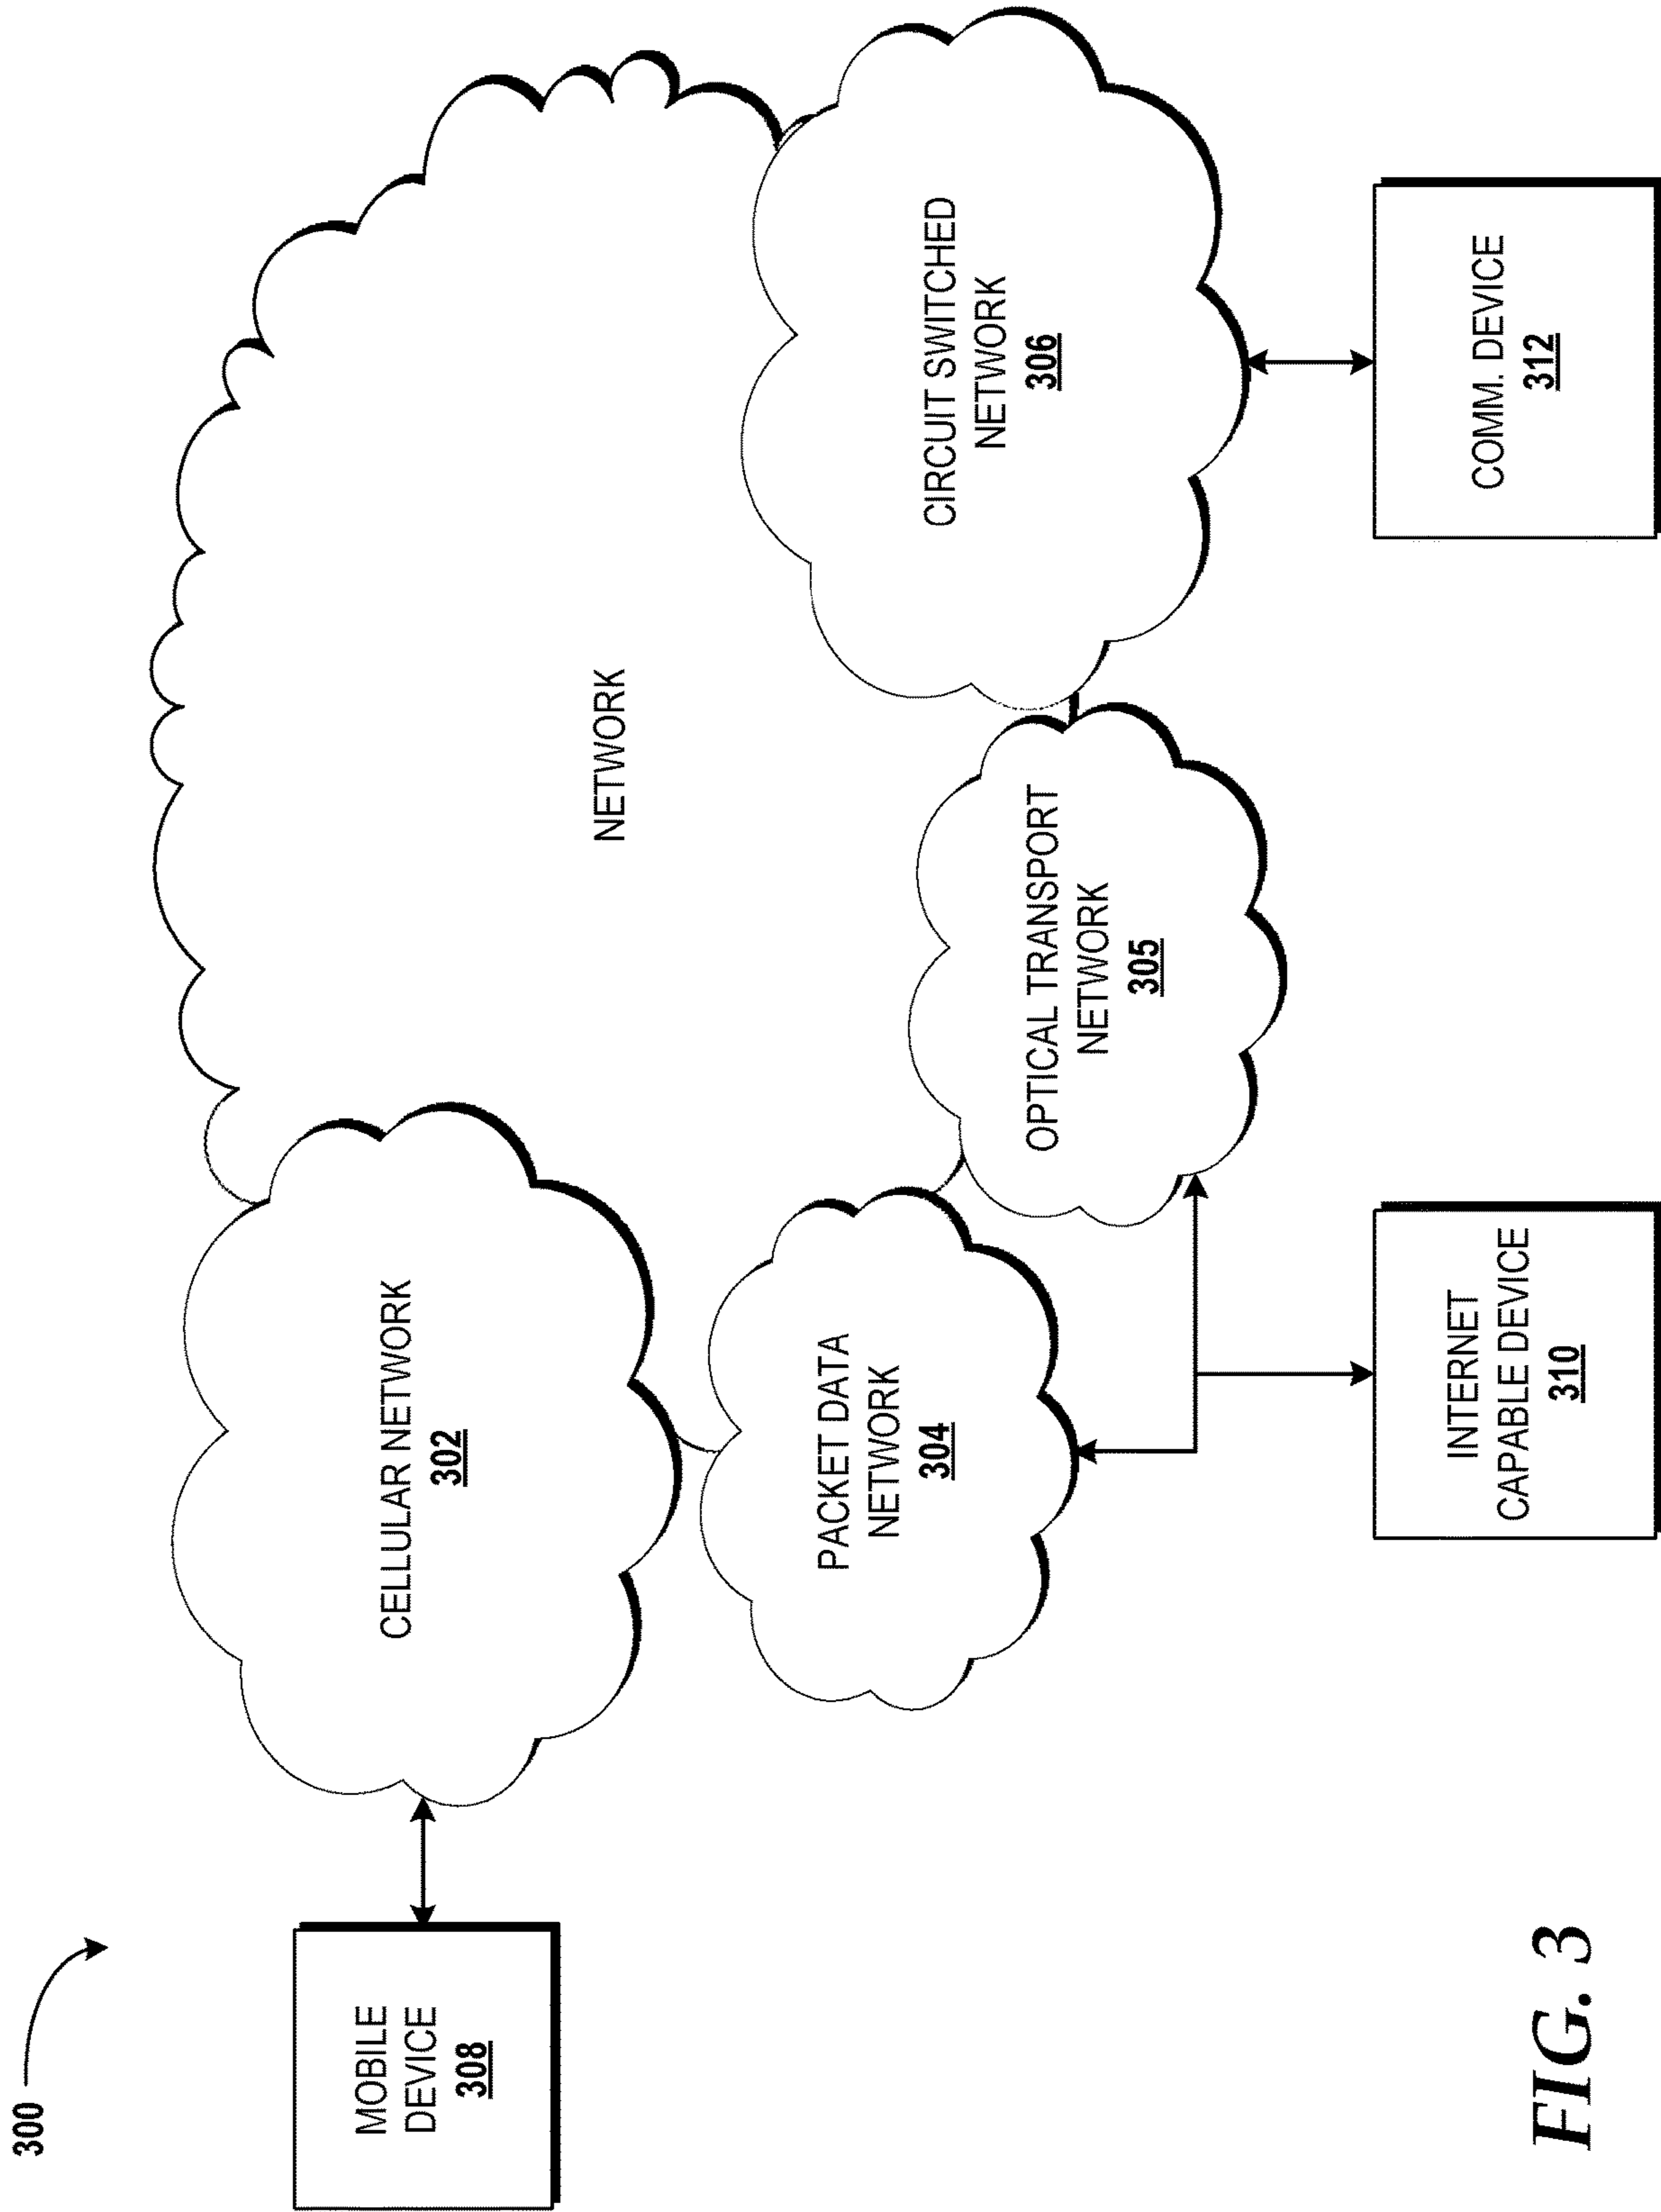 300
MOBILE
DEVICE
308
CELLULAR NETWORK
302
NETWORK
PACKET DATA
NETWORK
304
OPTICAL TRANSPORT
NETWORK
305
CIRCUIT SWITCHED
NETWORK
306
INTERNET
CAPABLE DEVICE
310
COMM. DEVICE
312
FIG. 3